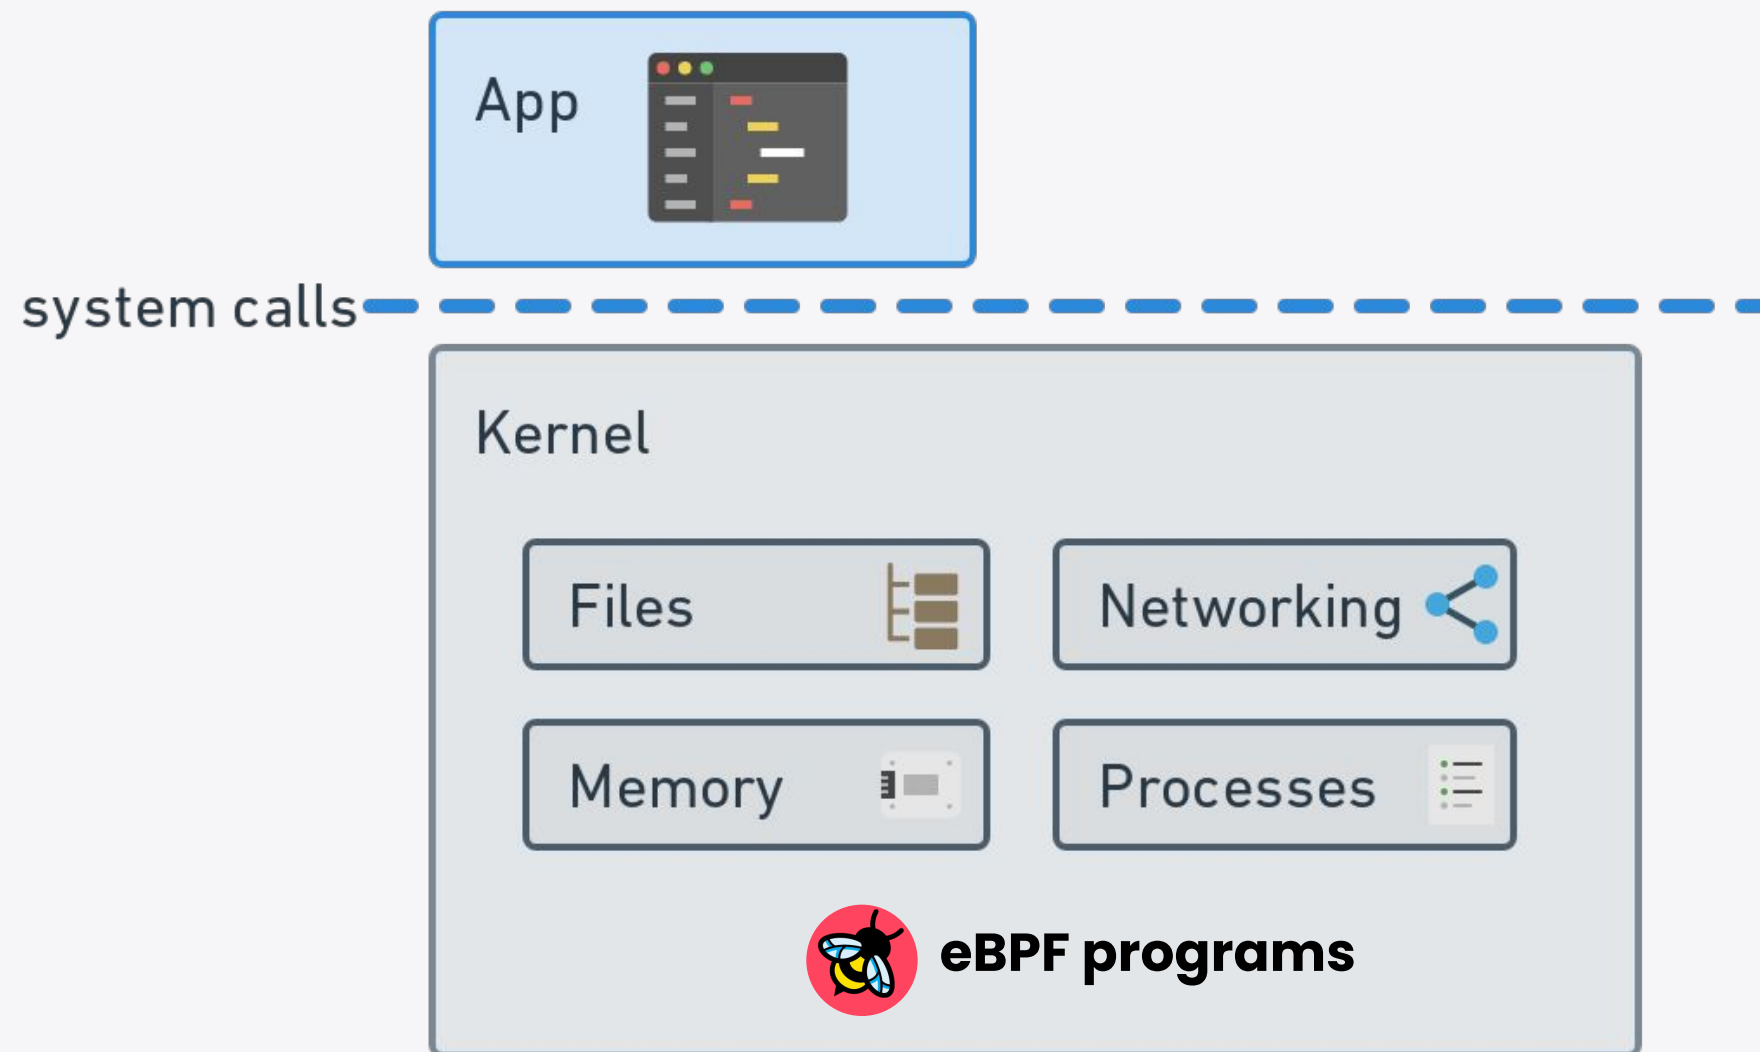 App
system calls
Kernel
Files
Networking
Memory
Processes
eBPF programs